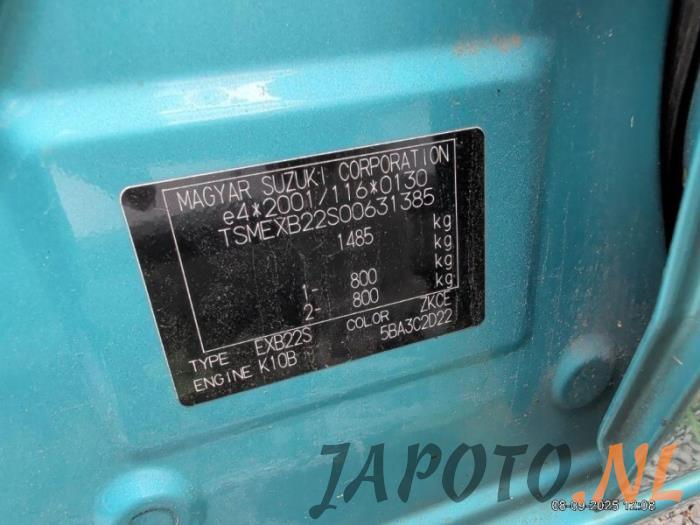 MAGYAR SUZUKI CORPORATION
e4*2001/116*0130
TSMEXB22S00631385
1485 kg
kg
1- 800 kg
2- 800 kg
TYPE EXB22S COLOR ZKCE
ENGINE K10B 5BA3C2D22
JAPOTO.NL
08-09-2025 12:08